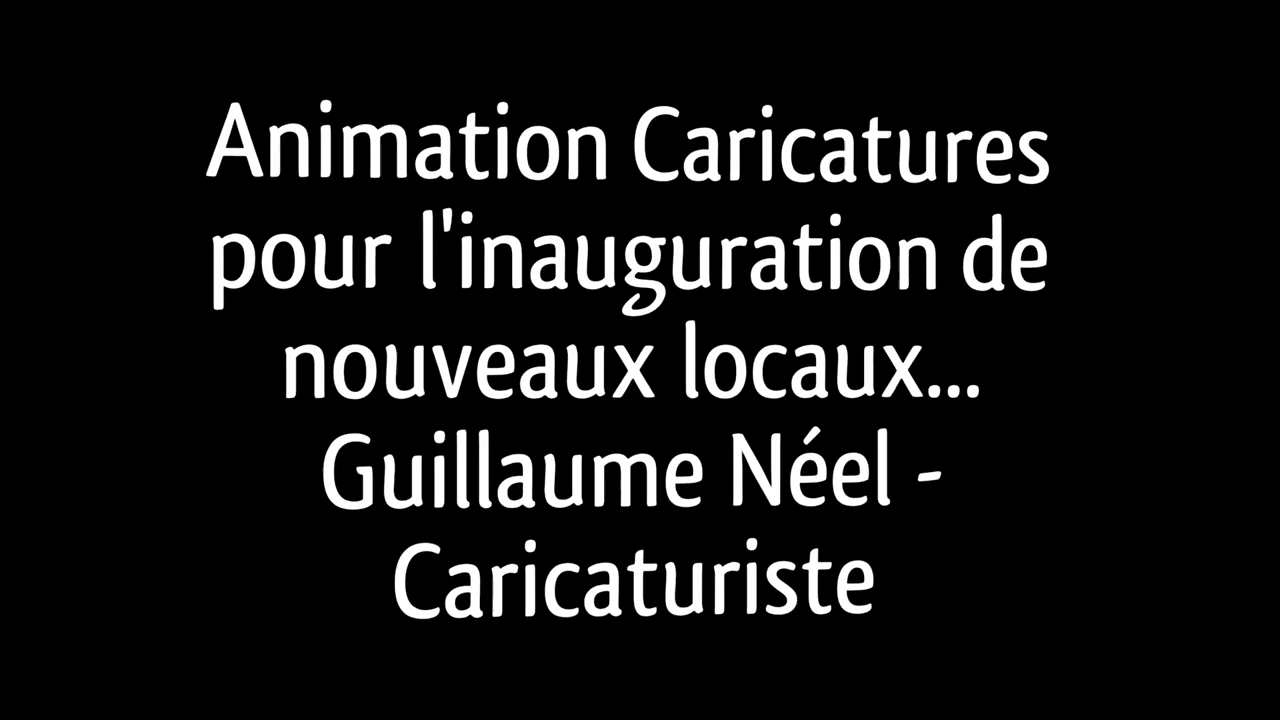 Animation Caricatures
pour l'inauguration de
nouveaux locaux...
Guillaume Néel -
Caricaturiste